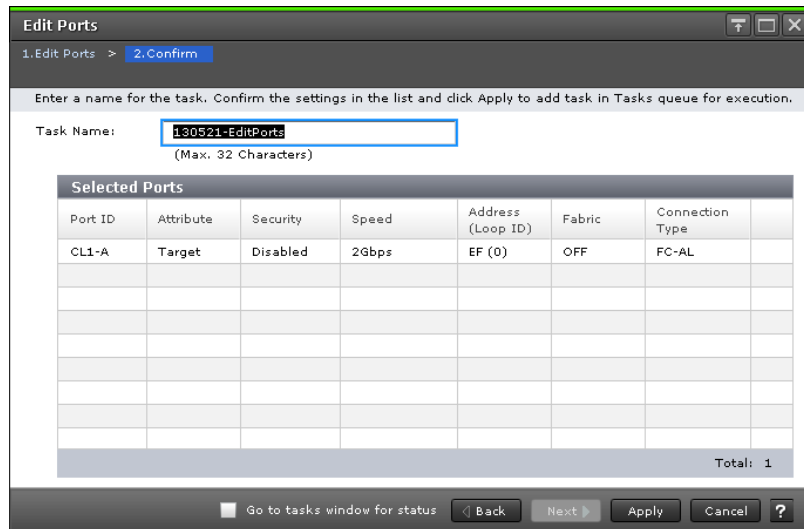 Edit Ports
1.Edit Ports > 2.Confirm
Enter a name for the task. Confirm the settings in the list and click Apply to add task in Tasks queue for execution.
Task Name: 130521-EditPorts
(Max. 32 Characters)
Selected Ports
Port ID Attribute Security Speed Address (Loop ID) Fabric Connection Type
CL1-A Target Disabled 2Gbps EF (0) OFF FC-AL
Total: 1
Go to tasks window for status Back Next Apply Cancel ?